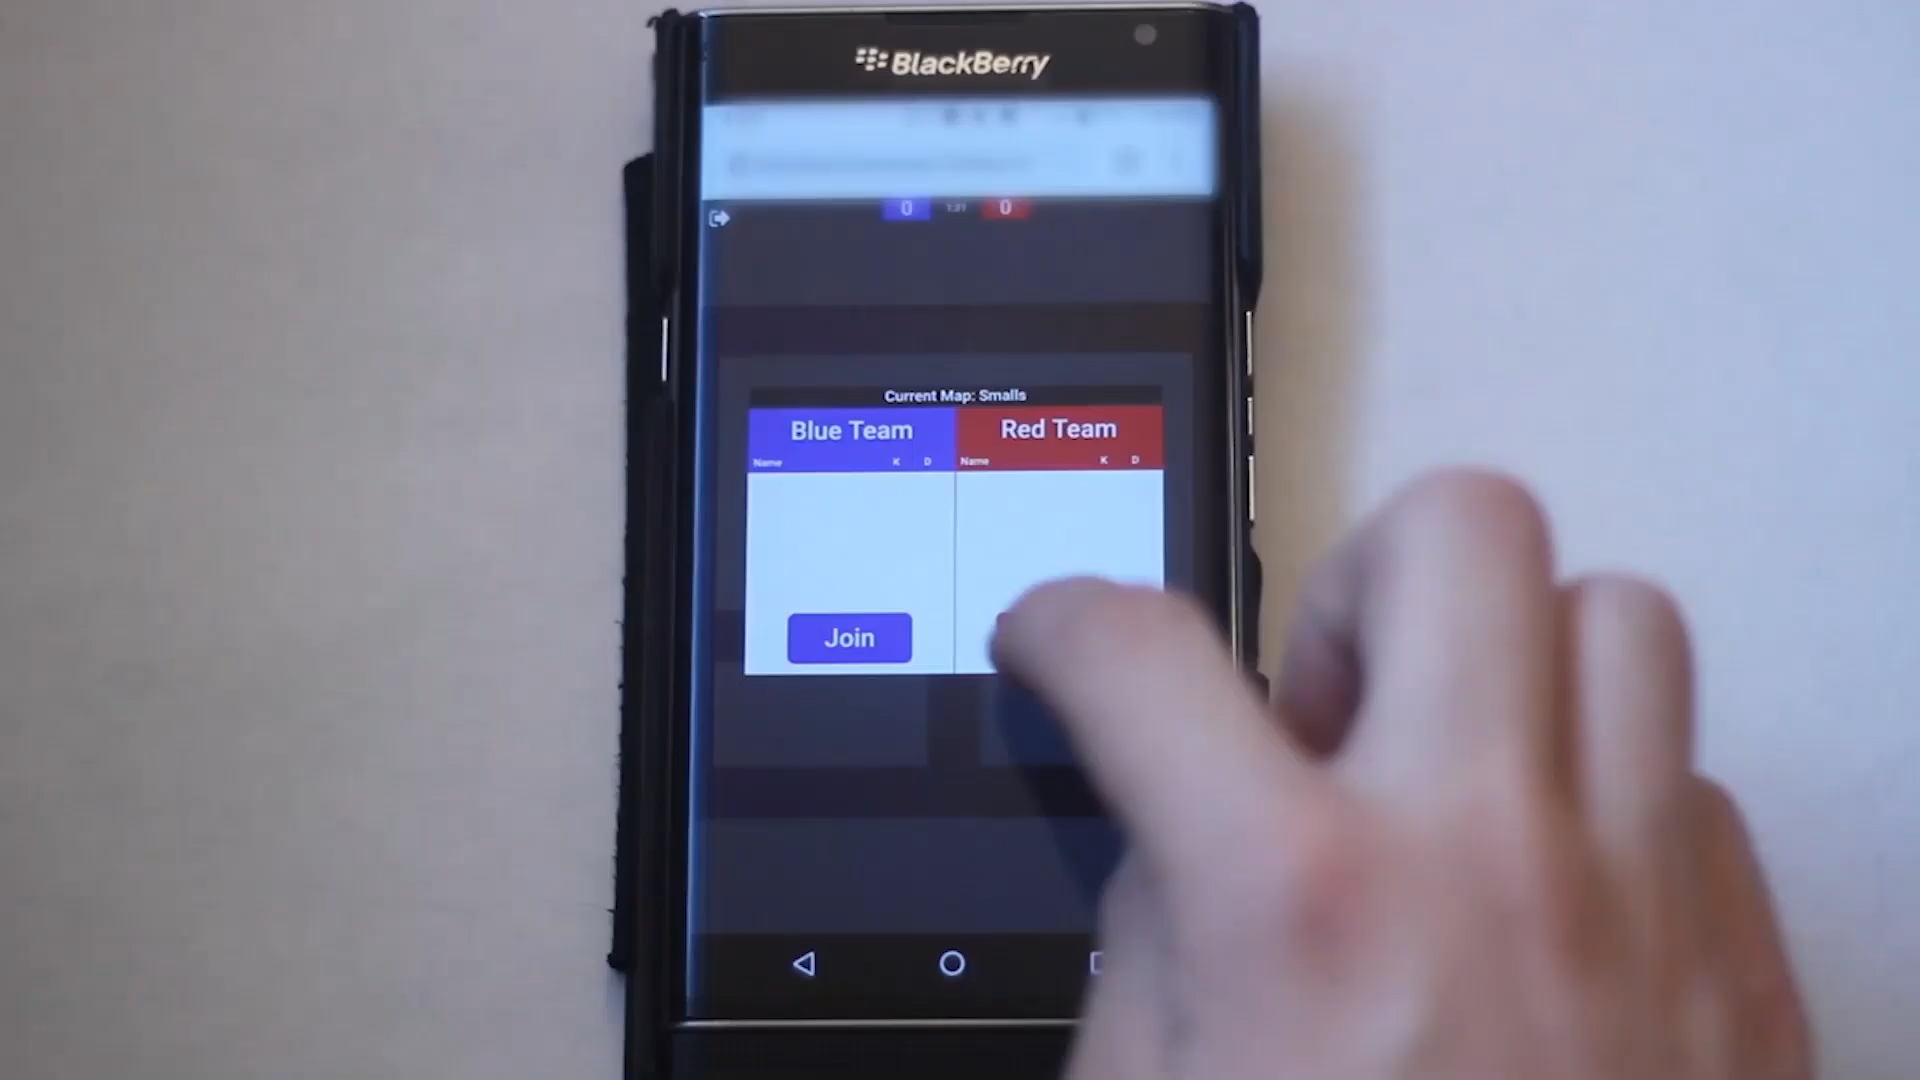 BlackBerry
0 0
Current Map: Smalls
Blue Team Red Team
Name K D Name K D
Join